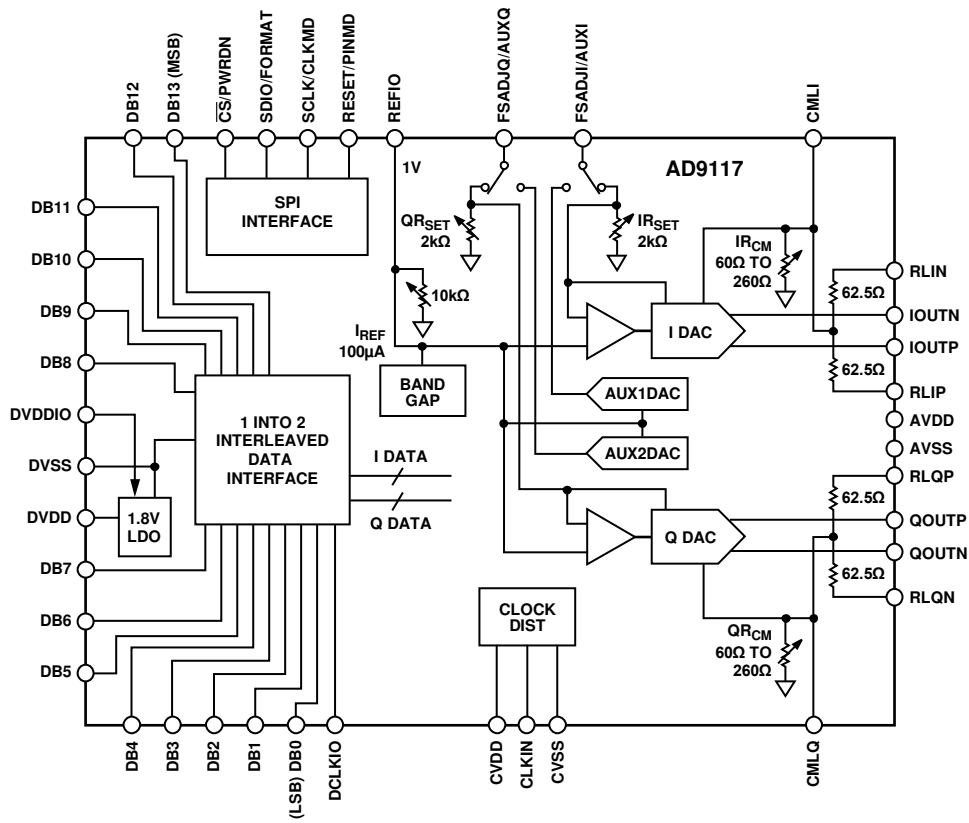 DB12
DB13 (MSB)
CS/PWRDN
SDIO/FORMAT
SCLK/CLKMD
RESET/PINMD
REFIO
FSADJQ/AUXQ
FSADJI/AUXI
CMLI
1V
AD9117
SPI
INTERFACE
DB11
DB10
DB9
DB8
DVDDIO
DVSS
DVDD
DB7
DB6
DB5
QRSET
2kΩ
IRSET
2kΩ
IRCM
60Ω TO
260Ω
10kΩ
IREF
100µA
BAND
GAP
I DAC
AUX1DAC
AUX2DAC
1 INTO 2
INTERLEAVED
DATA
INTERFACE
I DATA
Q DATA
1.8V
LDO
Q DAC
CLOCK
DIST
QRCM
60Ω TO
260Ω
62.5Ω
62.5Ω
62.5Ω
62.5Ω
RLIN
IOUTN
IOUTP
RLIP
AVDD
AVSS
RLQP
QOUTP
QOUTN
RLQN
DB4
DB3
DB2
DB1
(LSB) DB0
DCLKIO
CVDD
CLKIN
CVSS
CMLQ